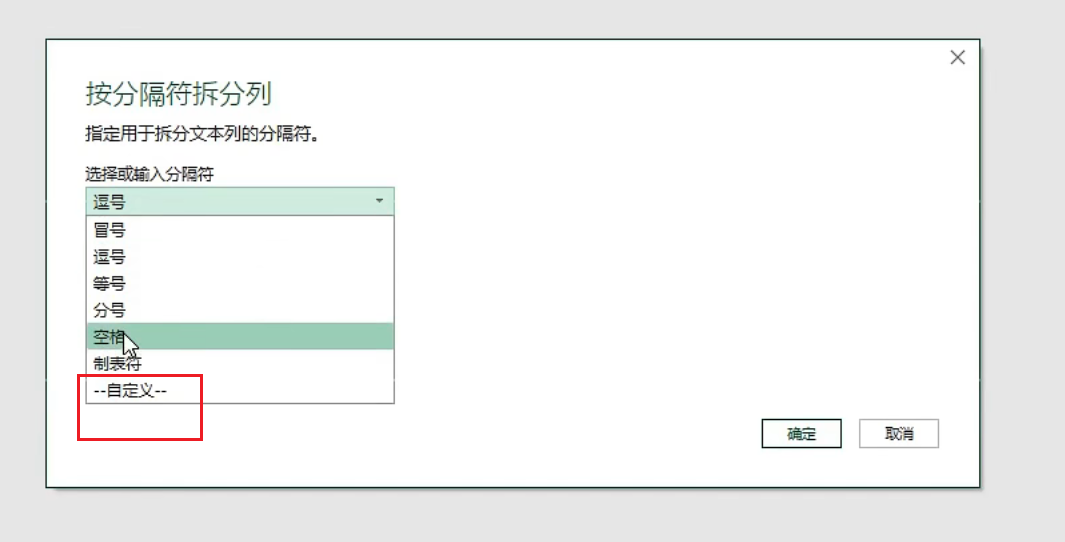 按分隔符拆分列
指定用于拆分文本列的分隔符。
选择或输入分隔符
逗号
冒号
逗号
等号
分号
空格
制表符
--自定义--
确定
取消